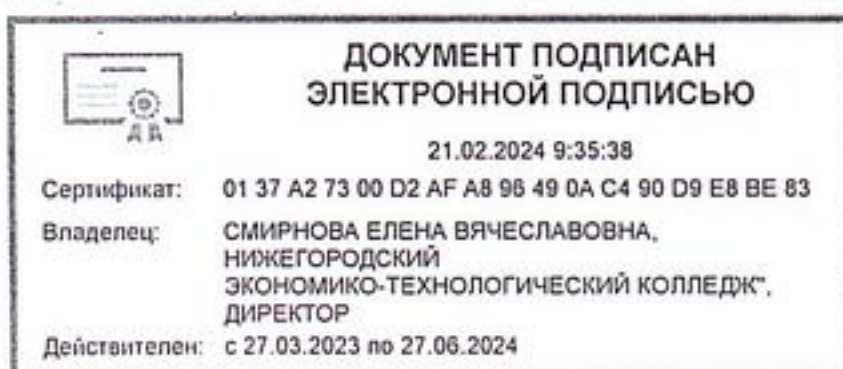 ДОКУМЕНТ ПОДПИСАН
ЭЛЕКТРОННОЙ ПОДПИСЬЮ
21.02.2024 9:35:38
Сертификат: 01 37 A2 73 00 D2 AF A8 96 49 0A C4 90 D9 E8 BE 83
Владелец: СМИРНОВА ЕЛЕНА ВЯЧЕСЛАВОВНА,
НИЖЕГОРОДСКИЙ
ЭКОНОМИКО-ТЕХНОЛОГИЧЕСКИЙ КОЛЛЕДЖ",
ДИРЕКТОР
Действителен: с 27.03.2023 по 27.06.2024